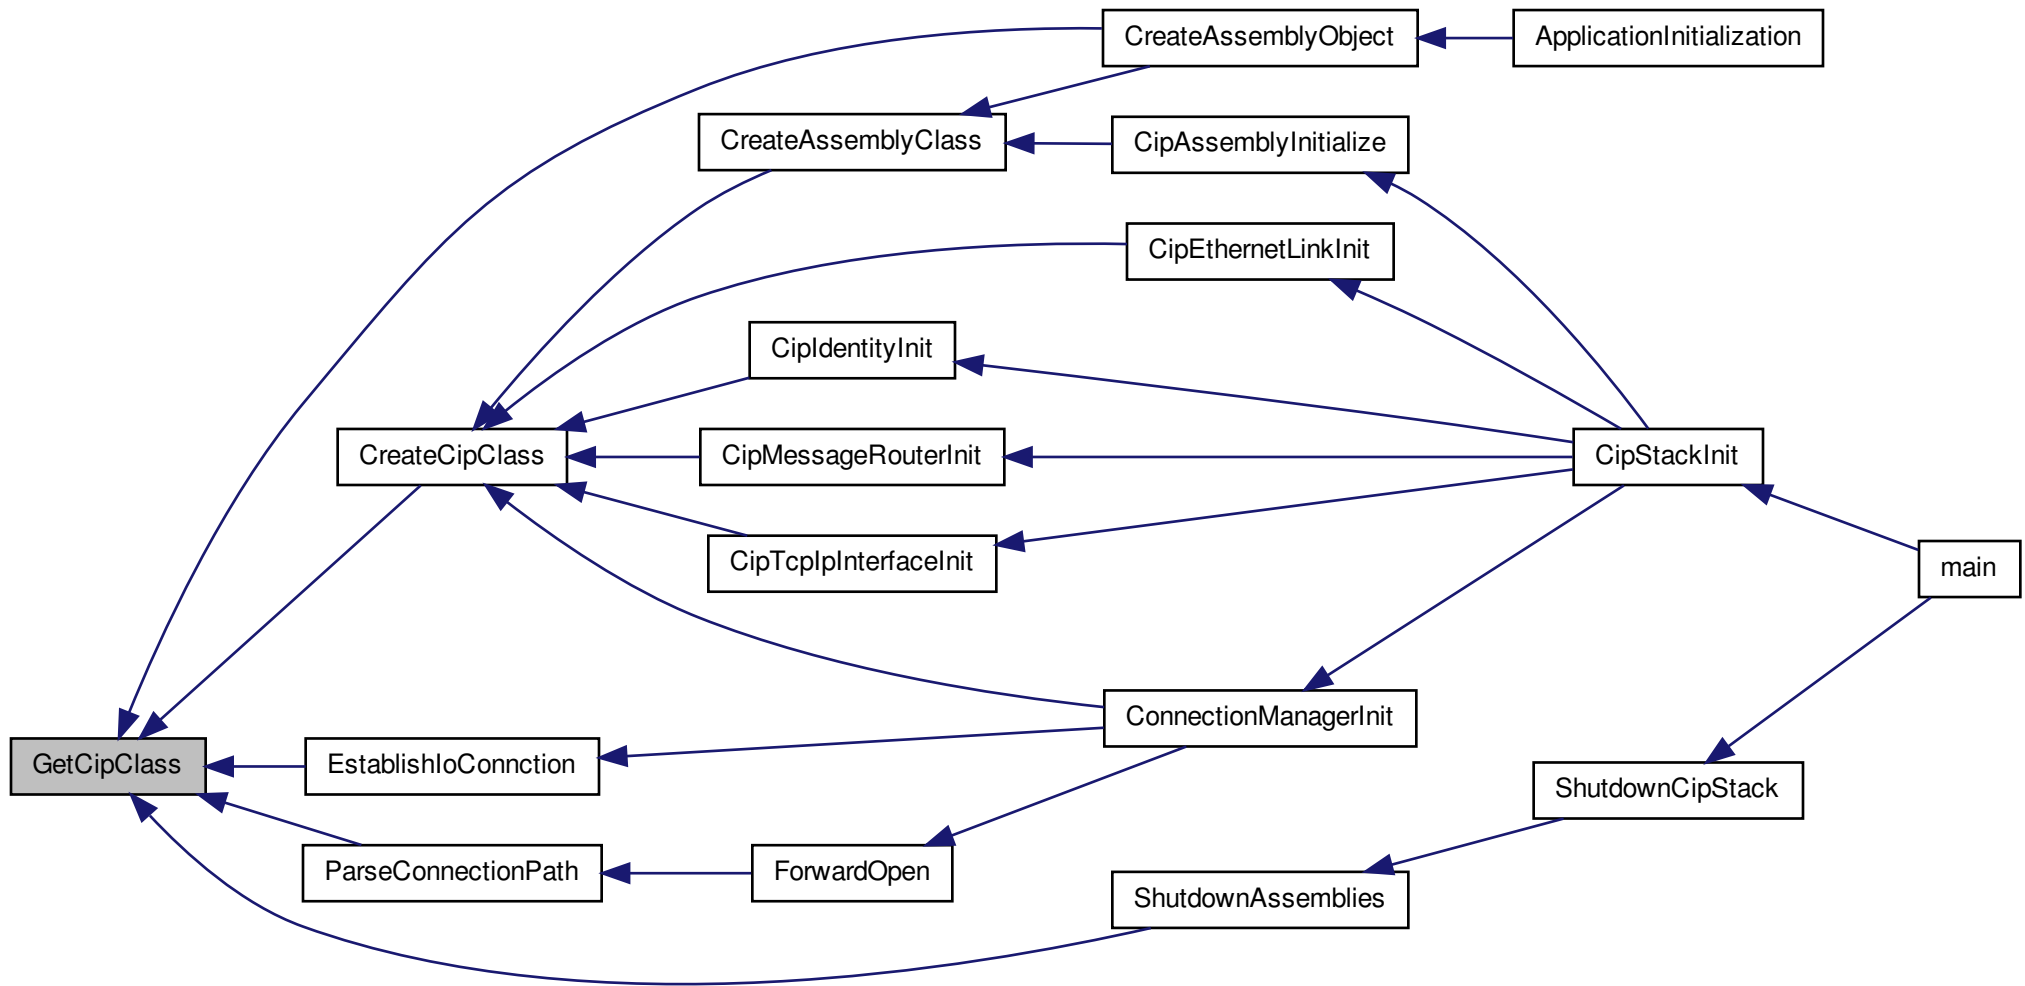 CreateAssemblyObject
ApplicationInitialization
CreateAssemblyClass
CipAssemblyInitialize
CipEthernetLinkInit
CipIdentityInit
CreateCipClass
CipMessageRouterInit
CipStackInit
CipTcpIpInterfaceInit
main
ConnectionManagerInit
GetCipClass
EstablishIoConnction
ShutdownCipStack
ParseConnectionPath
ForwardOpen
ShutdownAssemblies